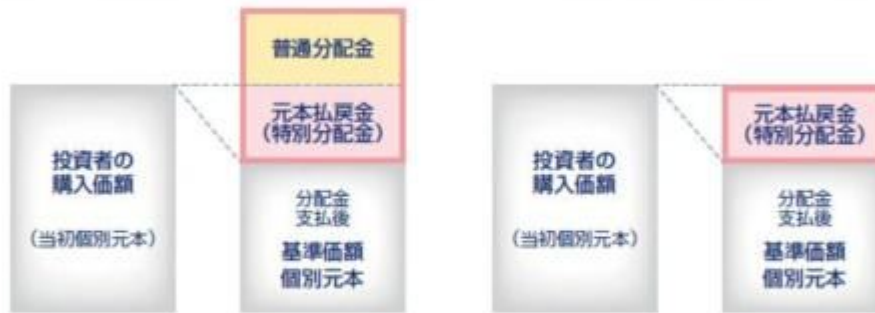 普通分配金
元本払戻金
(特別分配金)
投資者の
購入価額
(当初個別元本)
分配金
支払後
基準価額
個別元本
元本払戻金
(特別分配金)
投資者の
購入価額
(当初個別元本)
分配金
支払後
基準価額
個別元本